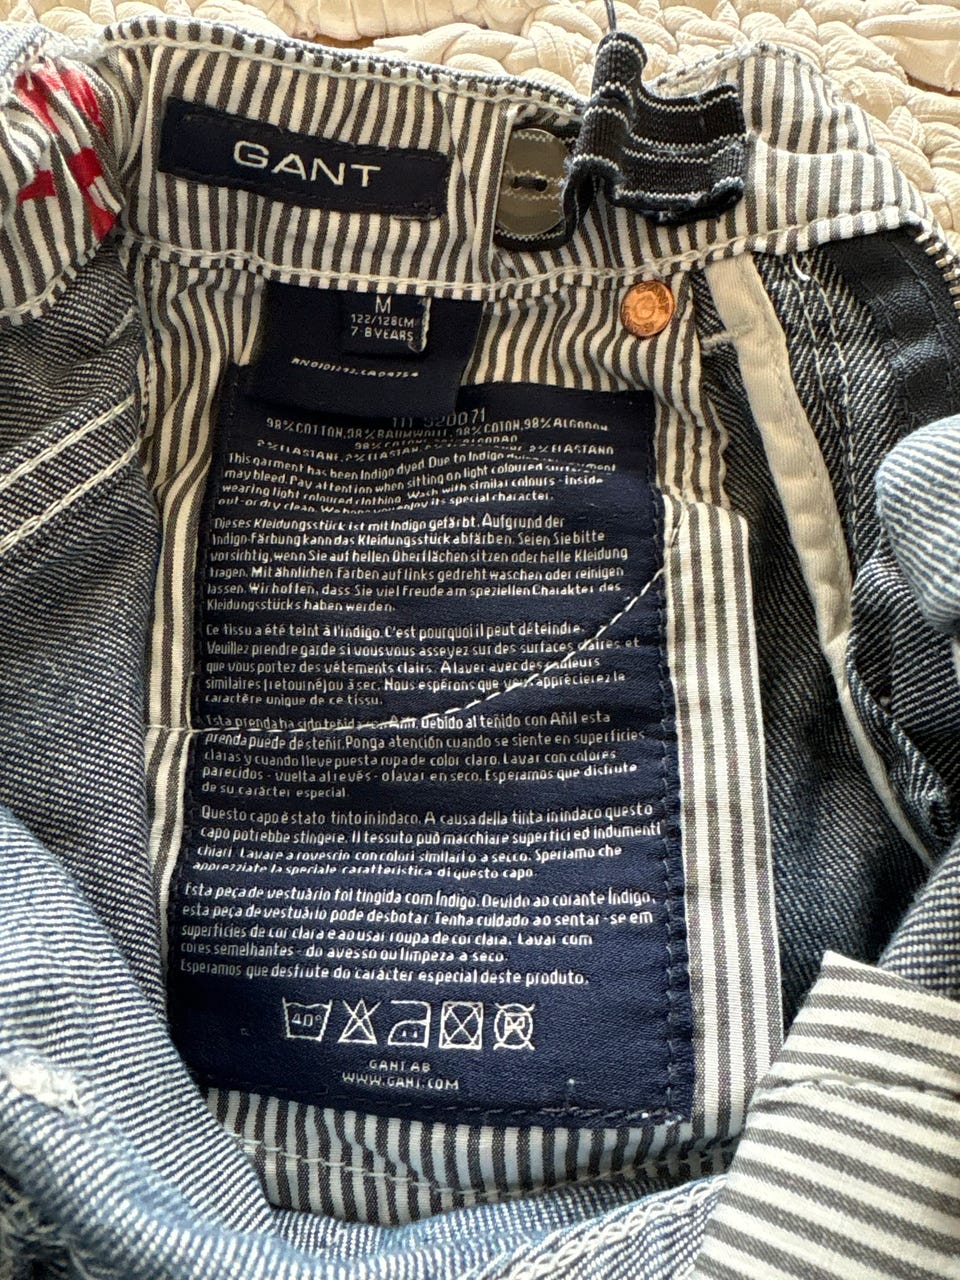 GANT
M
122/128CM
7-8 YEARS
920071
98%COTTON,98%BAUMWOLLE,98%COTON,98%ALGODON
2%ELASTANE,2%ELASTAN 2%ELASTANO
This garment has been Indigo dyed. Due to Indigo
may bleed. Pay attention when sitting on light coloured
wearing light coloured clothing. Wach with similar colours - inside
out-or dry clean. We hope you enjoy its special character.
Dieses Kleidungsstück ist mit Indigo gefärbt. Aufgrund der
Indigo-Färbung kann das Kleidungsstück abfärben. Seien Sie bitte
vorsichtig, wenn Sie auf hellen Oberflächen sitzen oder helle Kleidung
tragen. Mit ähnlichen Farben auf links gedreht waschen oder reinigen
lassen. Wir hoffen, dass Sie viel Freude am speziellen Charakter des
Kleidungsstücks haben werden.
Ce tissu a été teint à l'indigo. C'est pourquoi il peut déteindre.
Veuillez prendre garde si vous vous asseyez sur des surfaces claires et
que vous portez des vêtements clairs. A laver avec des couleurs
similaires (retourné) ou à sec. Nous espérons que vous apprécierez le
caractère unique de ce tissu.
Esta prenda ha sido teñida Añil. Debido al teñido con Añil esta
prenda puede desteñir. Ponga atención cuando se siente en superficies
claras y cuando lleve puesta rupa de color claro. Lavar con colores
parecidos - vuelta al revés - o lavar en seco. Esperamos que disfrute
de su carácter especial.
Questo capo è stato tinto in indaco. A causa della tinta in indaco questo
capo potrebbe stingere. Il tessuto può macchiare superfici ed indumenti
chiari. Lavare a rovescio con colori similari o a secco. Speriamo che
apprezziate la speciale caratteristica di questo capo.
Esta peca de vestuário foi tingida com Índigo. Devido ao corante Índigo,
esta peça de vestuário pode desbotar. Tenha cuidado ao sentar-se em
superfícies de cor clara e ao usar roupa de cor clara. Lavar com
cores semelhantes - do avesso ou limpeza a seco.
Esperamos que desfrute do carácter especial deste produto.
40°
GANT AB
WWW.GANT.COM